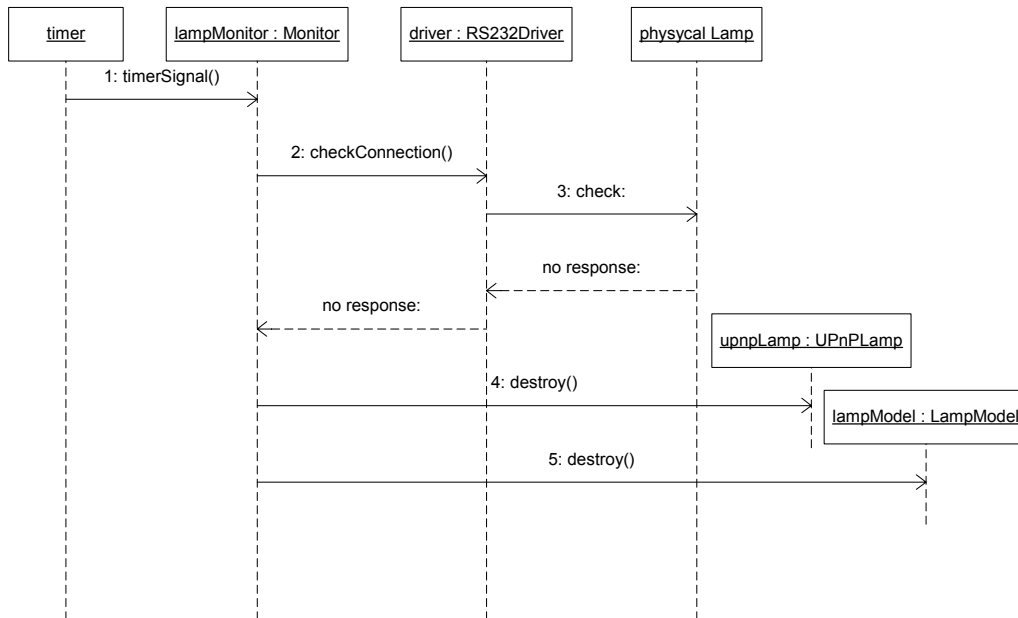 timer
lampMonitor : Monitor
driver : RS232Driver
physycal Lamp
1: timerSignal()
2: checkConnection()
3: check:
no response:
no response:
upnpLamp : UPnPLamp
4: destroy()
lampModel : LampModel
5: destroy()